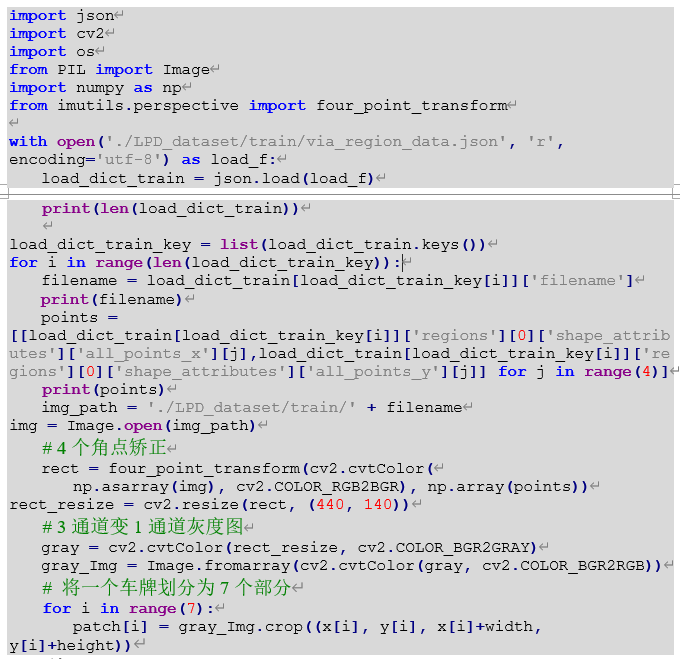 import json
import cv2
import os
from PIL import Image
import numpy as np
from imutils.perspective import four_point_transform
with open('./LPD_dataset/train/via_region_data.json', 'r',
encoding='utf-8') as load_f:
    load_dict_train = json.load(load_f)
    print(len(load_dict_train))
load_dict_train_key = list(load_dict_train.keys())
for i in range(len(load_dict_train_key)):
    filename = load_dict_train[load_dict_train_key[i]]['filename']
    print(filename)
    points =
[[load_dict_train[load_dict_train_key[i]]['regions'][0]['shape_attrib
utes']['all_points_x'][j],load_dict_train[load_dict_train_key[i]]['re
gions'][0]['shape_attributes']['all_points_y'][j]] for j in range(4)]
    print(points)
    img_path = './LPD_dataset/train/' + filename
img = Image.open(img_path)
    # 4 个角点矫正
    rect = four_point_transform(cv2.cvtColor(
        np.asarray(img), cv2.COLOR_RGB2BGR), np.array(points))
rect_resize = cv2.resize(rect, (440, 140))
    # 3 通道变 1 通道灰度图
    gray = cv2.cvtColor(rect_resize, cv2.COLOR_BGR2GRAY)
    gray_Img = Image.fromarray(cv2.cvtColor(gray, cv2.COLOR_BGR2RGB))
    # 将一个车牌划分为 7 个部分
    for i in range(7):
        patch[i] = gray_Img.crop((x[i], y[i], x[i]+width,
y[i]+height))